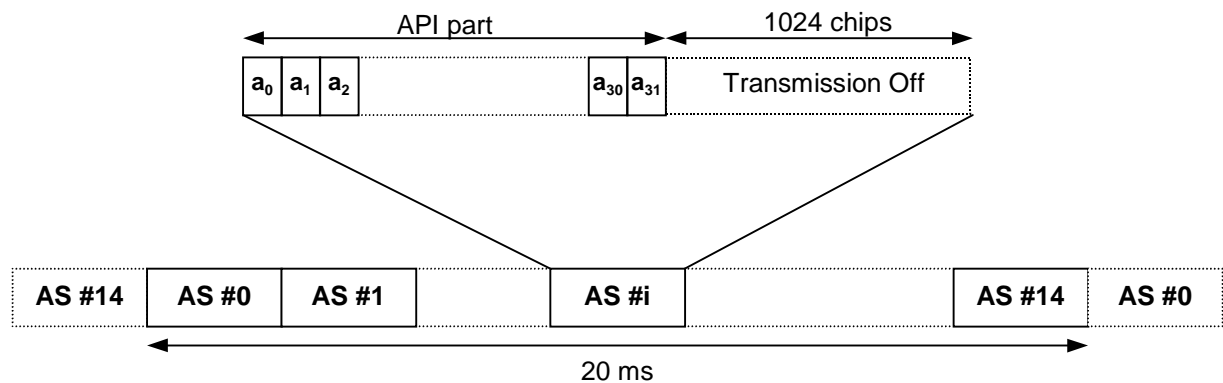 API part
1024 chips
a0 a1 a2 a30 a31 Transmission Off
AS #14 AS #0 AS #1 AS #i AS #14 AS #0
20 ms